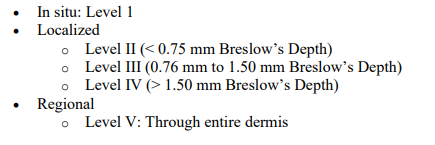 • In situ: Level 1
• Localized
o Level II (< 0.75 mm Breslow’s Depth)
o Level III (0.76 mm to 1.50 mm Breslow’s Depth)
o Level IV (> 1.50 mm Breslow’s Depth)
• Regional
o Level V: Through entire dermis